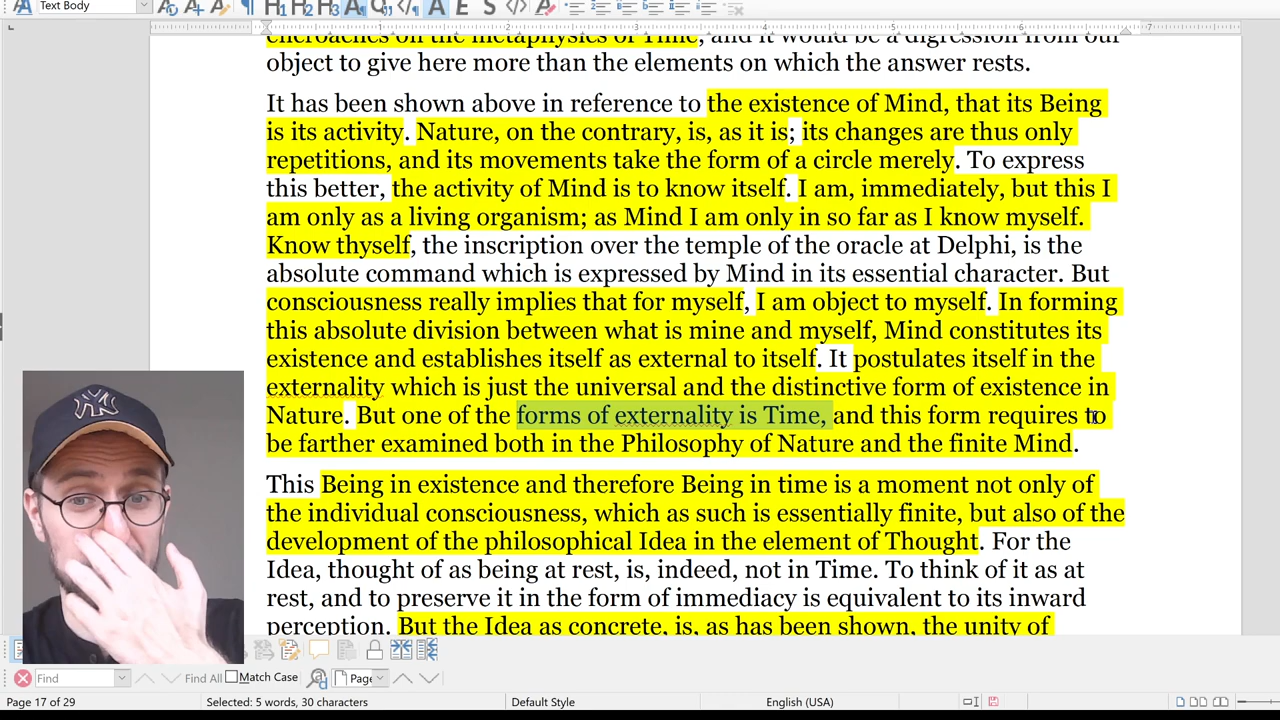 Text Body
1 2 3 4 5 6 7
encroaches on the metaphysics of Time, and it would be a digression from our
object to give here more than the elements on which the answer rests.
It has been shown above in reference to the existence of Mind, that its Being
is its activity. Nature, on the contrary, is, as it is; its changes are thus only
repetitions, and its movements take the form of a circle merely. To express
this better, the activity of Mind is to know itself. I am, immediately, but this I
am only as a living organism; as Mind I am only in so far as I know myself.
Know thyself, the inscription over the temple of the oracle at Delphi, is the
absolute command which is expressed by Mind in its essential character. But
consciousness really implies that for myself, I am object to myself. In forming
this absolute division between what is mine and myself, Mind constitutes its
existence and establishes itself as external to itself. It postulates itself in the
externality which is just the universal and the distinctive form of existence in
Nature. But one of the forms of externality is Time, and this form requires to
be farther examined both in the Philosophy of Nature and the finite Mind.
This Being in existence and therefore Being in time is a moment not only of
the individual consciousness, which as such is essentially finite, but also of the
development of the philosophical Idea in the element of Thought. For the
Idea, thought of as being at rest, is, indeed, not in Time. To think of it as at
rest, and to preserve it in the form of immediacy is equivalent to its inward
perception. But the Idea as concrete, is, as has been shown, the unity of
Find Find All Match Case Page
Page 17 of 29 Selected: 5 words, 30 characters Default Style English (USA)